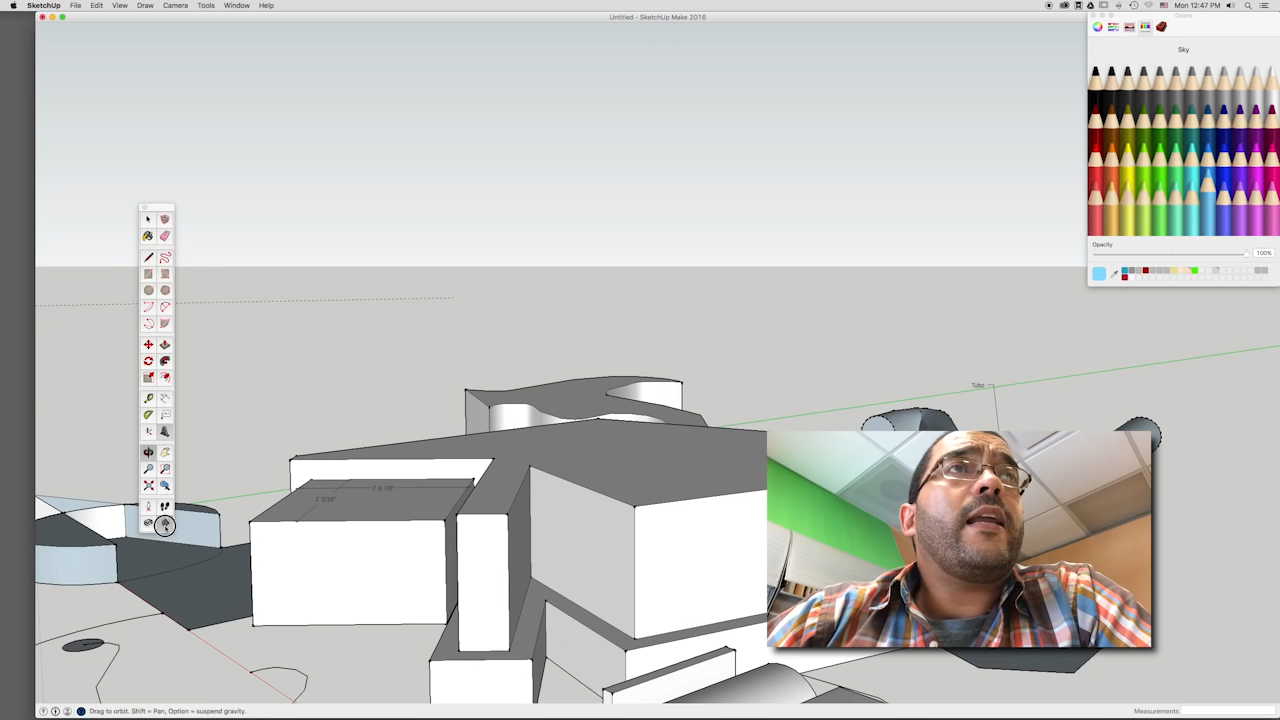 SketchUp File Edit View Draw Camera Tools Window Help
Mon 12:47 PM
Untitled - SketchUp Make 2016
Colors
Sky
Opacity
100%
Tubo
Drag to orbit. Shift = Pan, Option = suspend gravity.
Measurements: